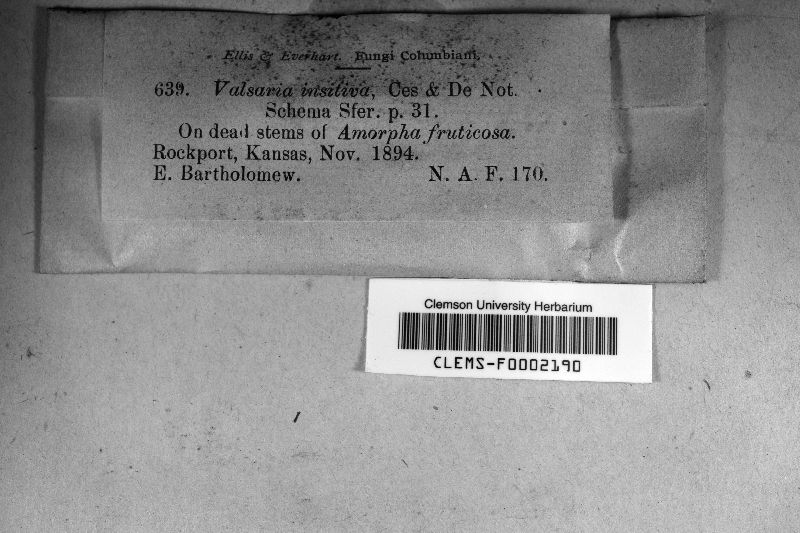 Ellis & Everhart. Fungi Columbiani.
639. Valsaria insitiva, Ces & De Not.
Schema Sfer. p. 31.
On dead stems of Amorpha fruticosa.
Rockport, Kansas, Nov. 1894.
E. Bartholomew. N. A. F. 170.
Clemson University Herbarium
CLEMS-F0002190